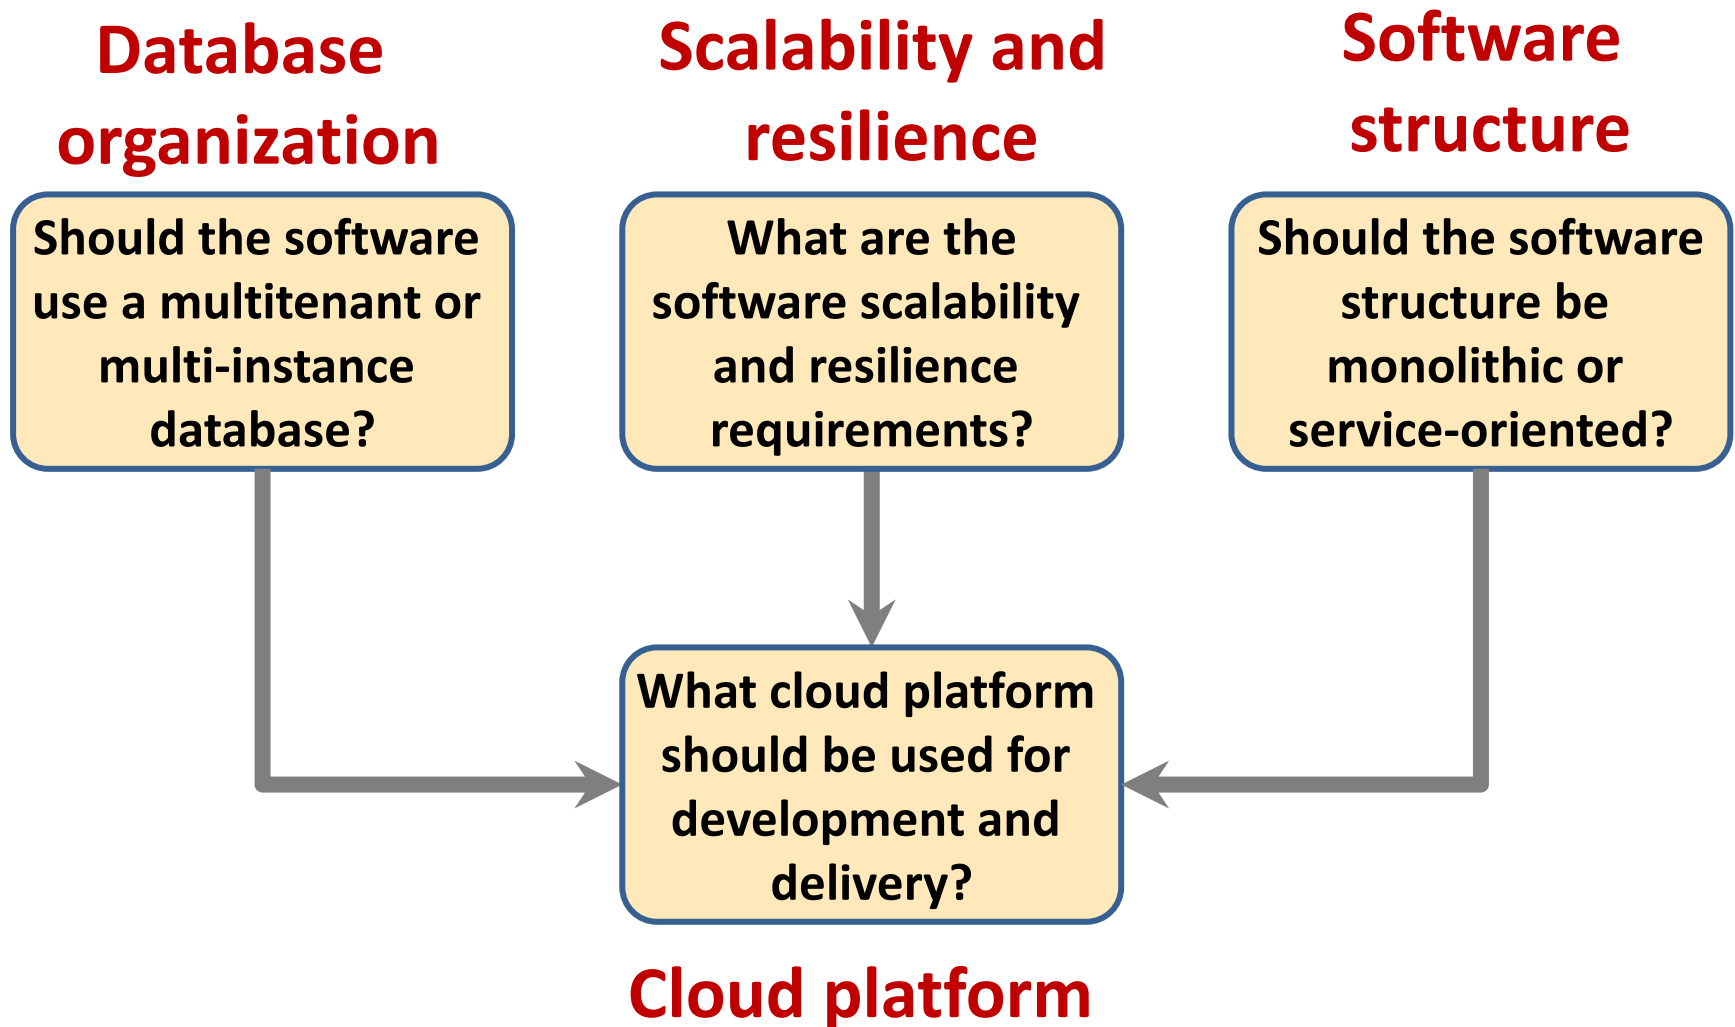 Database
organization
Should the software
use a multitenant or
multi-instance
database?
Scalability and
resilience
What are the
software scalability
and resilience
requirements?
Software
structure
Should the software
structure be
monolithic or
service-oriented?
What cloud platform
should be used for
development and
delivery?
Cloud platform